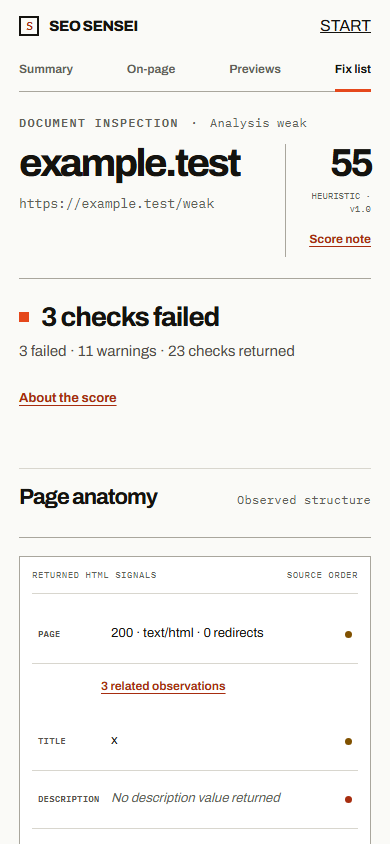 S SEO SENSEI START
Summary On-page Previews Fix list
DOCUMENT INSPECTION · Analysis weak
example.test 55
https://example.test/weak
HEURISTIC ·
v1.0
Score note
3 checks failed
3 failed · 11 warnings · 23 checks returned
About the score
Page anatomy Observed structure
RETURNED HTML SIGNALS SOURCE ORDER
PAGE 200 · text/html · 0 redirects
3 related observations
TITLE x
DESCRIPTION No description value returned